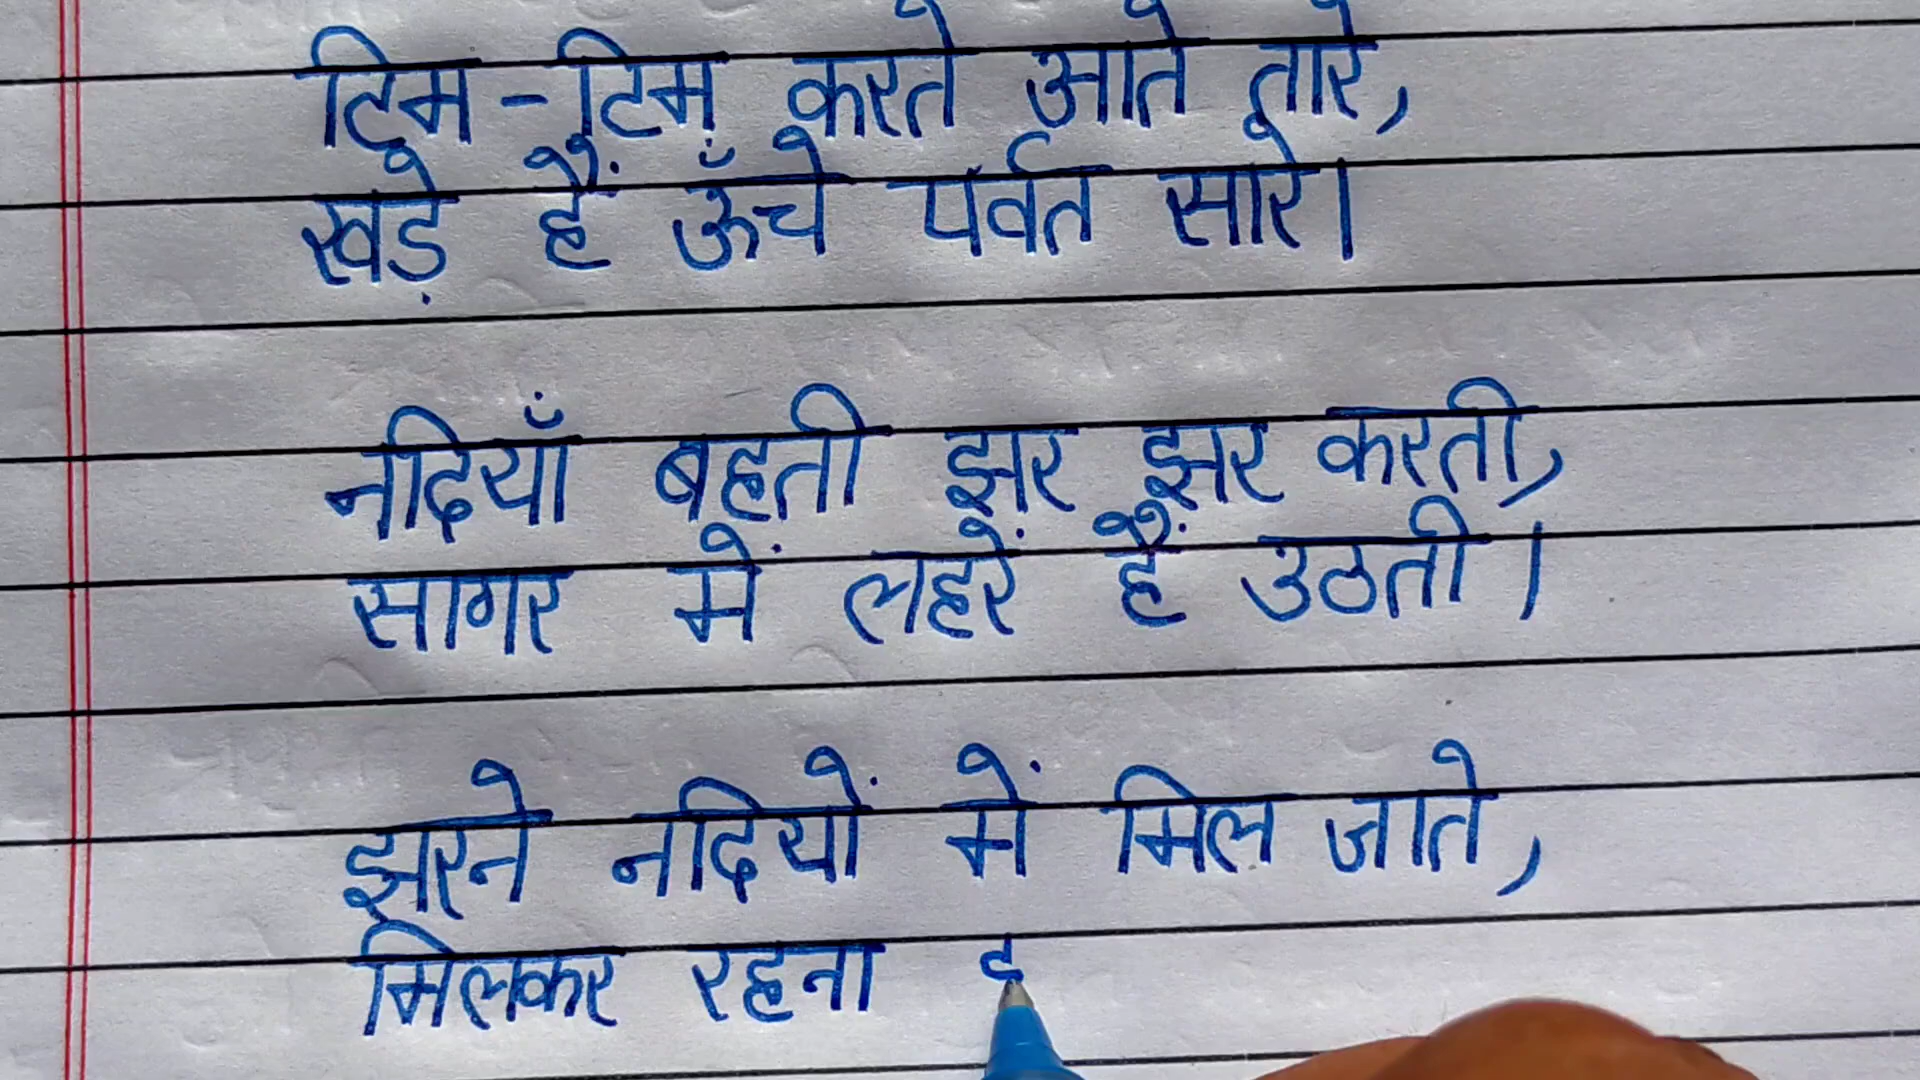 टिम-टिम करते आते तारे,
खड़े हैं ऊँचे पर्वत सारे।
नदियाँ बहती झर झर करती,
सागर में लहरें हैं उठती।
झरने नदियों में मिल जाते,
मिलकर रहना